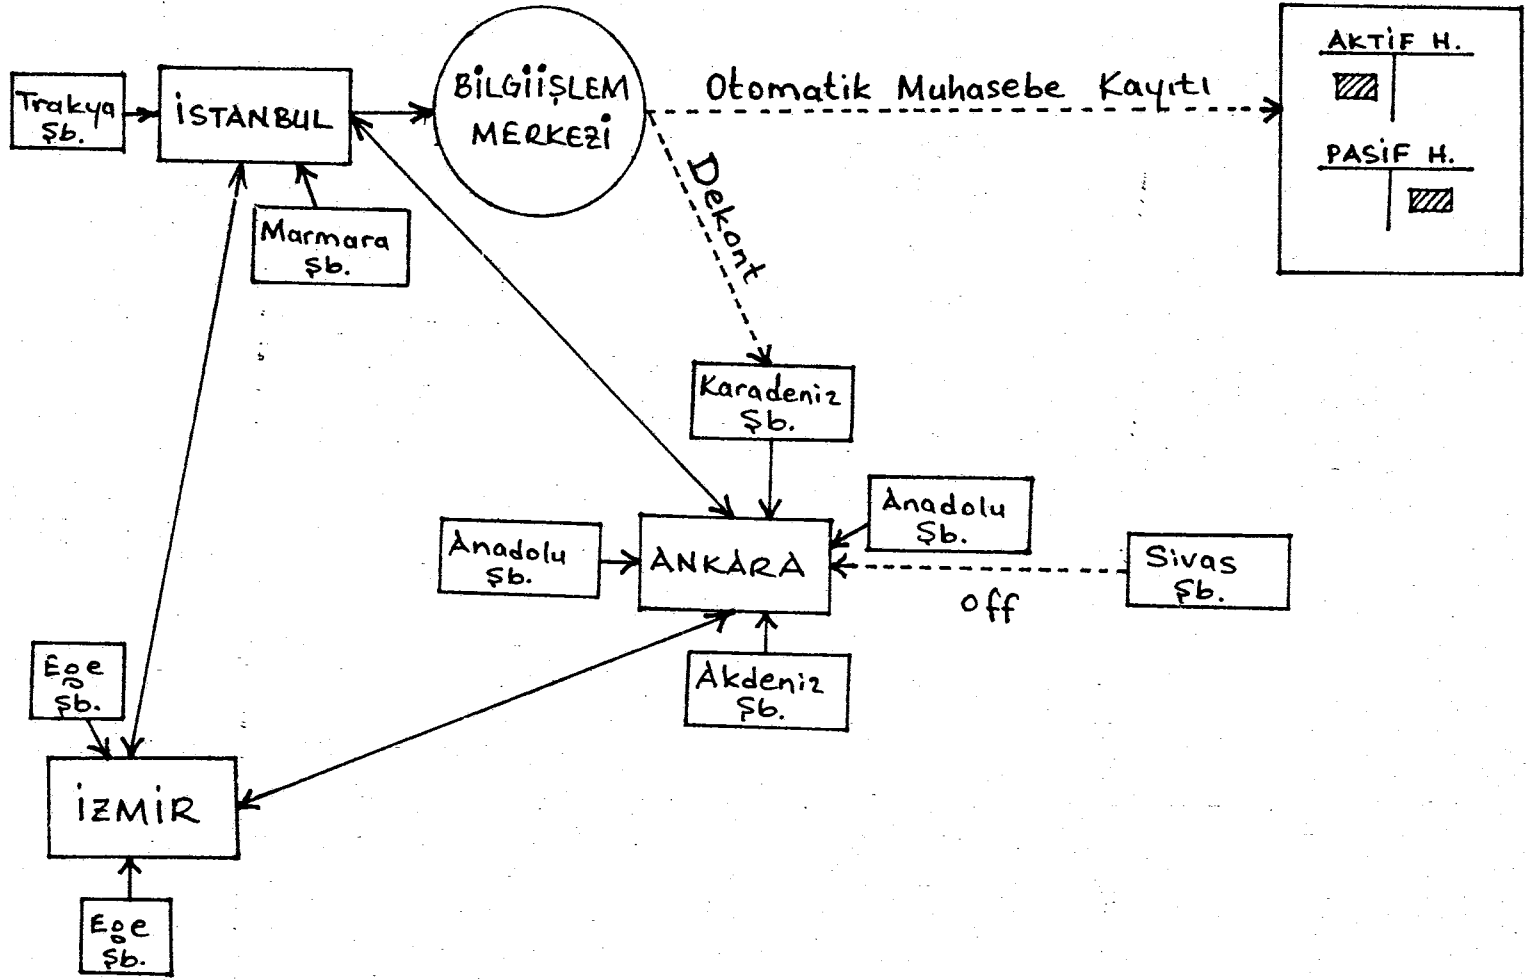 Trakya
Şb.
İSTANBUL
BİLGİİŞLEM
MERKEZİ
Otomatik Muhasebe Kayıtı
AKTİF H.
PASİF H.
Marmara
Şb.
Dekont
Karadeniz
Şb.
Anadolu
Şb.
ANKARA
Anadolu
Şb.
off
Sivas
Şb.
Akdeniz
Şb.
Ege
Şb.
İZMİR
Ege
Şb.